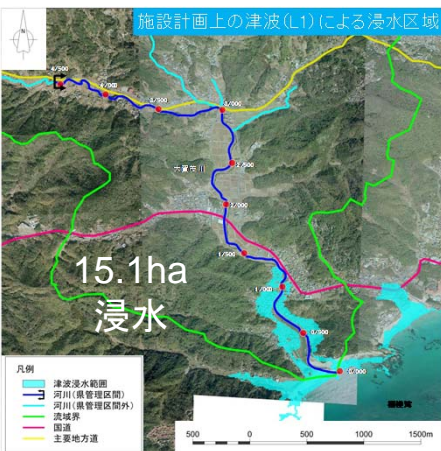 施設計画上の津波(L1)による浸水区域
N
4/500
4/000
3/500
3/000
2/500
2/000
1/500
1/000
0/500
0/000
15.1ha
浸水
凡例
津波浸水範囲
河川(県管理区間)
河川(県管理区間外)
流域界
国道
主要地方道
500
0
500
1000
1500m